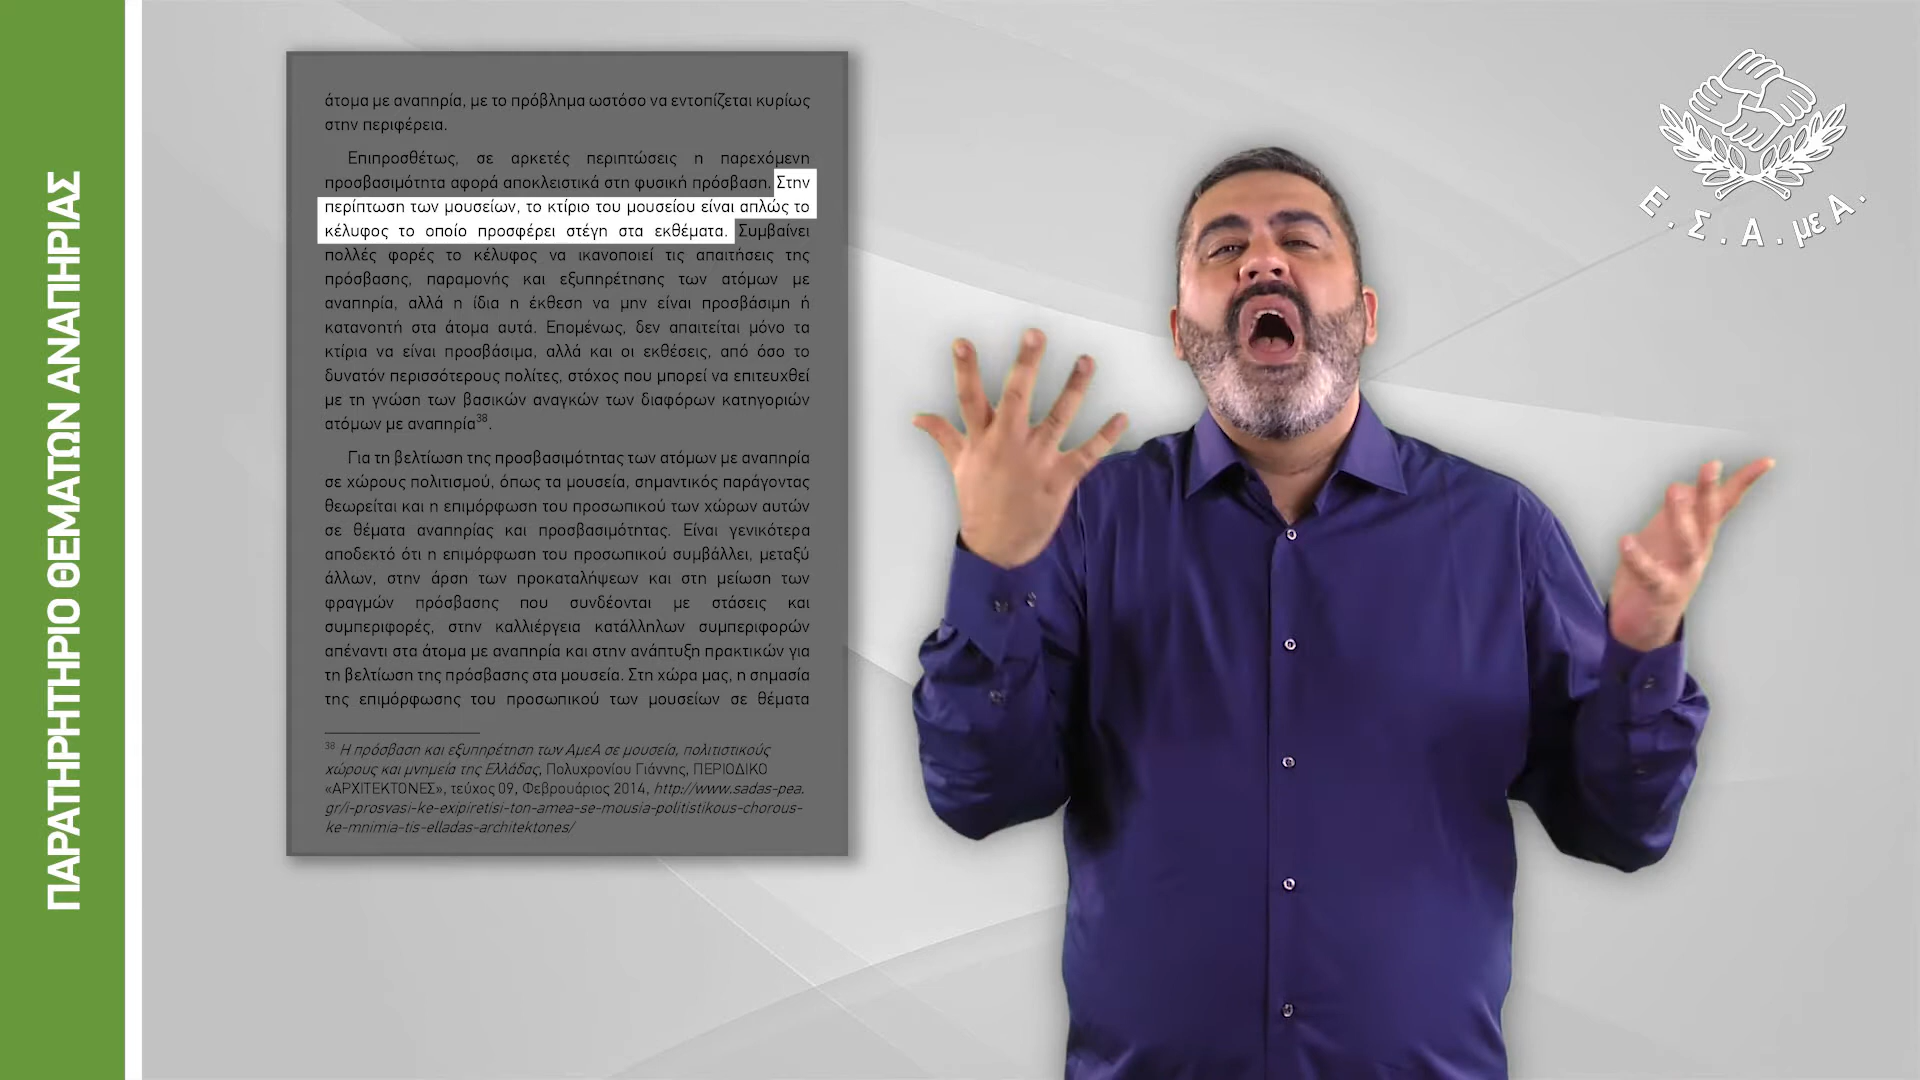 ΠΑΡΑΤΗΡΗΤΗΡΙΟ ΘΕΜΑΤΩΝ ΑΝΑΠΗΡΙΑΣ
άτομα με αναπηρία, με το πρόβλημα ωστόσο να εντοπίζεται κυρίως
στην περιφέρεια.
Επιπροσθέτως, σε αρκετές περιπτώσεις η παρεχόμενη
προσβασιμότητα αφορά αποκλειστικά στη φυσική πρόσβαση. Στην
περίπτωση των μουσείων, το κτίριο του μουσείου είναι απλώς το
κέλυφος το οποίο προσφέρει στέγη στα εκθέματα. Συμβαίνει
πολλές φορές το κέλυφος να ικανοποιεί τις απαιτήσεις της
πρόσβασης, παραμονής και εξυπηρέτησης των ατόμων με
αναπηρία, αλλά η ίδια η έκθεση να μην είναι προσβάσιμη ή
κατανοητή στα άτομα αυτά. Επομένως, δεν απαιτείται μόνο τα
κτίρια να είναι προσβάσιμα, αλλά και οι εκθέσεις, από όσο το
δυνατόν περισσότερους πολίτες, στόχος που μπορεί να επιτευχθεί
με τη γνώση των βασικών αναγκών των διαφόρων κατηγοριών
ατόμων με αναπηρία38.
Για τη βελτίωση της προσβασιμότητας των ατόμων με αναπηρία
σε χώρους πολιτισμού, όπως τα μουσεία, σημαντικός παράγοντας
θεωρείται και η επιμόρφωση του προσωπικού των χώρων αυτών
σε θέματα αναπηρίας και προσβασιμότητας. Είναι γενικότερα
αποδεκτό ότι η επιμόρφωση του προσωπικού συμβάλλει, μεταξύ
άλλων, στην άρση των προκαταλήψεων και στη μείωση των
φραγμών πρόσβασης που συνδέονται με στάσεις και
συμπεριφορές, στην καλλιέργεια κατάλληλων συμπεριφορών
απέναντι στα άτομα με αναπηρία και στην ανάπτυξη πρακτικών για
τη βελτίωση της πρόσβασης στα μουσεία. Στη χώρα μας, η σημασία
της επιμόρφωσης του προσωπικού των μουσείων σε θέματα
38 Η πρόσβαση και εξυπηρέτηση των ΑμεΑ σε μουσεία, πολιτιστικούς
χώρους και μνημεία της Ελλάδας, Πολυχρονίου Γιάννης, ΠΕΡΙΟΔΙΚΟ
«ΑΡΧΙΤΕΚΤΟΝΕΣ», τεύχος 09, Φεβρουάριος 2014, http://www.sadas-pea.
gr/i-prosvasi-ke-exipiretisi-ton-amea-se-mousia-politistikous-chorous-
ke-mnimia-tis-elladas-architektones/
Ε.Σ.Α.μεΑ.